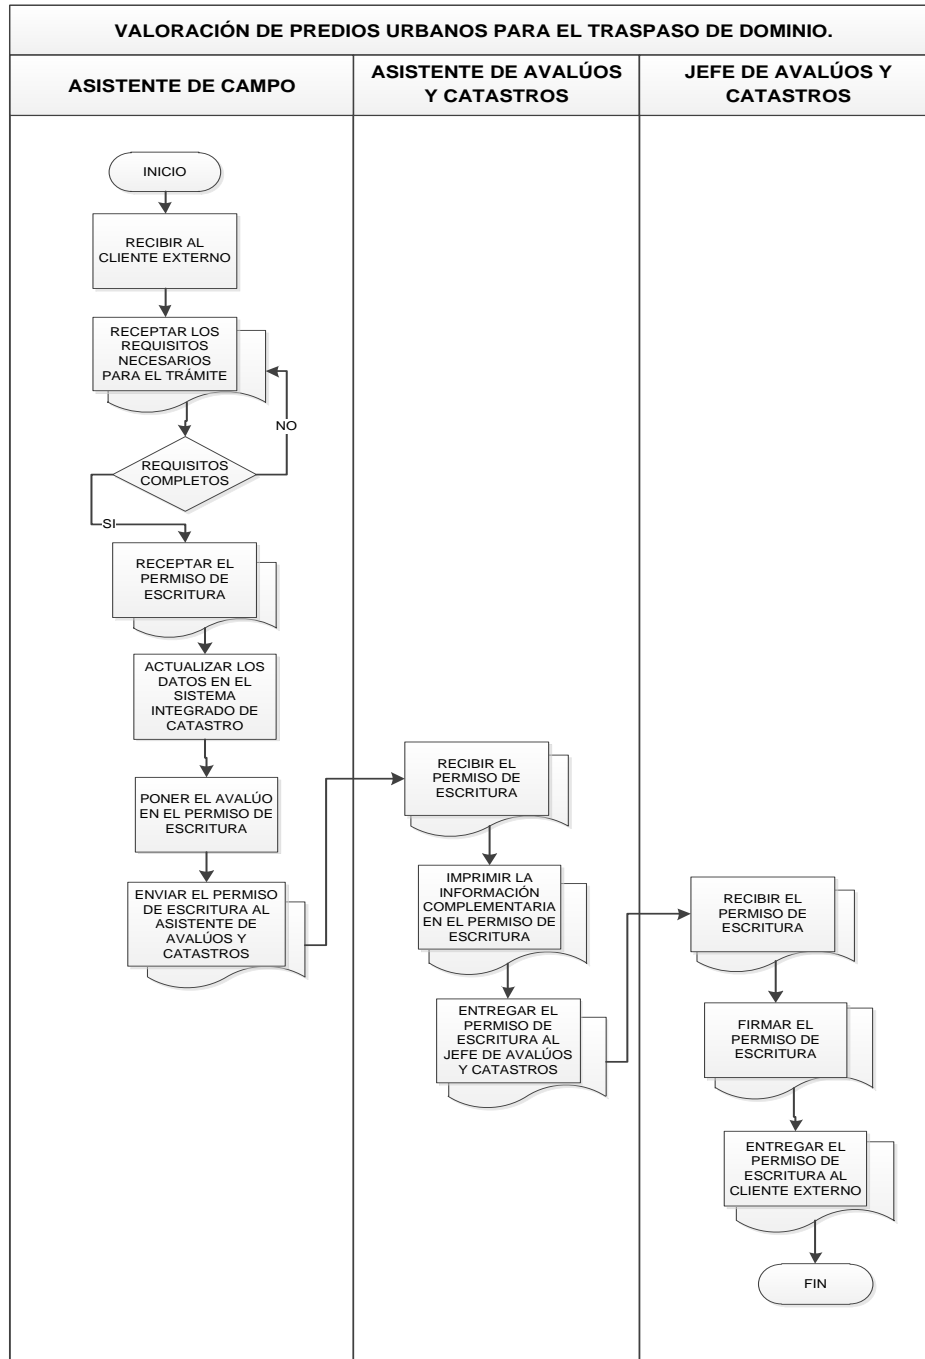 VALORACIÓN DE PREDIOS URBANOS PARA EL TRASPASO DE DOMINIO.
ASISTENTE DE CAMPO
ASISTENTE DE AVALÚOS
Y CATASTROS
JEFE DE AVALÚOS Y
CATASTROS
INICIO
RECIBIR AL
CLIENTE EXTERNO
RECEPTAR LOS
REQUISITOS
NECESARIOS
PARA EL TRÁMITE
NO
REQUISITOS
COMPLETOS
SI
RECEPTAR EL
PERMISO DE
ESCRITURA
ACTUALIZAR LOS
DATOS EN EL
SISTEMA
INTEGRADO DE
CATASTRO
PONER EL AVALÚO
EN EL PERMISO DE
ESCRITURA
ENVIAR EL PERMISO
DE ESCRITURA AL
ASISTENTE DE
AVALÚOS Y
CATASTROS
RECIBIR EL
PERMISO DE
ESCRITURA
IMPRIMIR LA
INFORMACIÓN
COMPLEMENTARIA
EN EL PERMISO DE
ESCRITURA
ENTREGAR EL
PERMISO DE
ESCRITURA AL
JEFE DE AVALÚOS
Y CATASTROS
RECIBIR EL
PERMISO DE
ESCRITURA
FIRMAR EL
PERMISO DE
ESCRITURA
ENTREGAR EL
PERMISO DE
ESCRITURA AL
CLIENTE EXTERNO
FIN